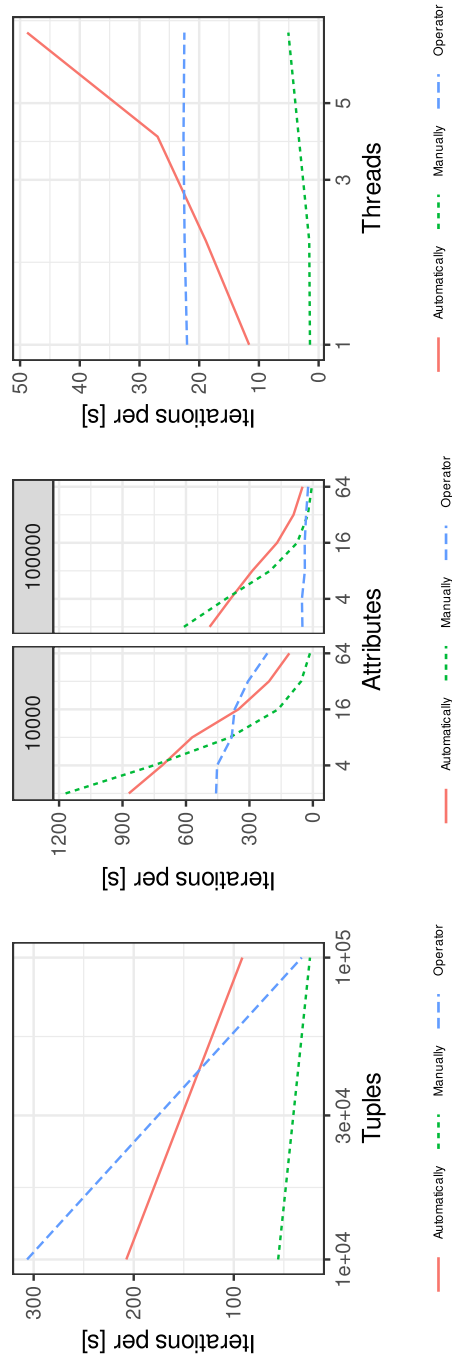 300
100
Iterations per [s]
1e+04
3e+04
1e+05
Tuples
Automatically
Manually
Operator
10000
100000
1200
900
600
300
0
Iterations per [s]
4
16
64
4
16
64
Attributes
Automatically
Manually
Operator
50
40
30
20
10
0
Iterations per [s]
1
3
5
Threads
Automatically
Manually
Operator